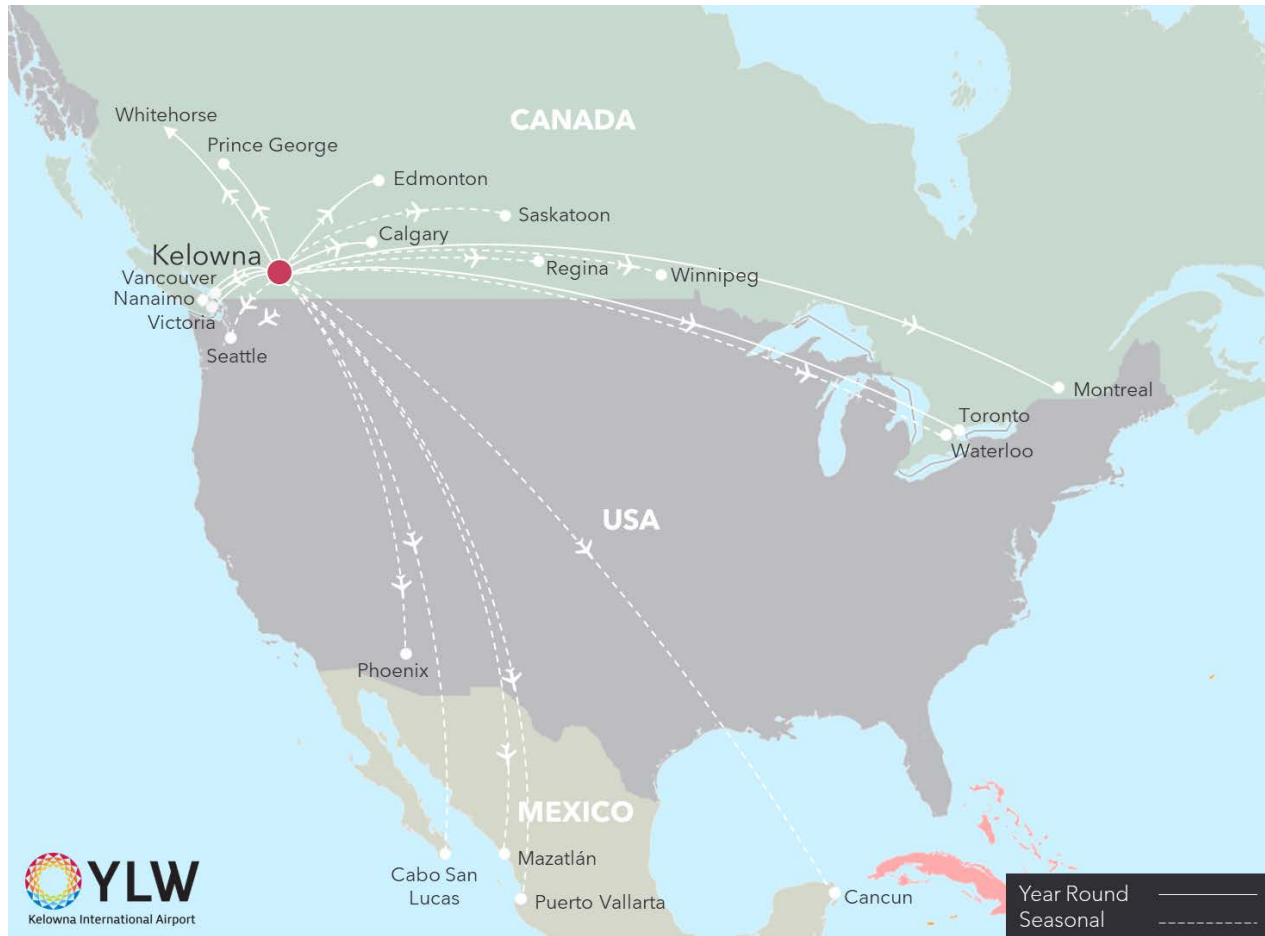 CANADA
Whitehorse
Prince George
Edmonton
Saskatoon
Calgary
Kelowna
Regina
Winnipeg
Vancouver
Nanaimo
Victoria
Seattle
Montreal
Toronto
Waterloo
USA
Phoenix
MEXICO
Mazatlán
Cabo San
Lucas
Puerto Vallarta
Cancun
YLW
Kelowna International Airport
Year Round
Seasonal